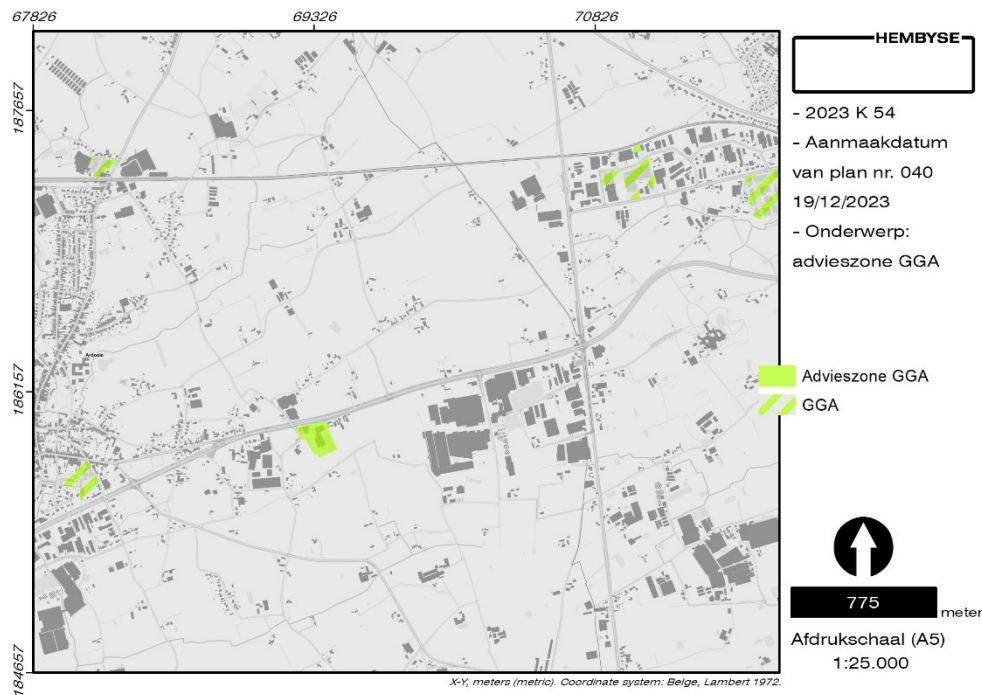 67826
69326
70826
187657
186157
184657
Ardooie
HEMBYSE
- 2023 K 54
- Aanmaakdatum
van plan nr. 040
19/12/2023
- Onderwerp:
advieszone GGA
Advieszone GGA
GGA
775
meter
Afdrukschaal (A5)
1:25.000
X-Y, meters (metric). Coordinate system: Belge, Lambert 1972.